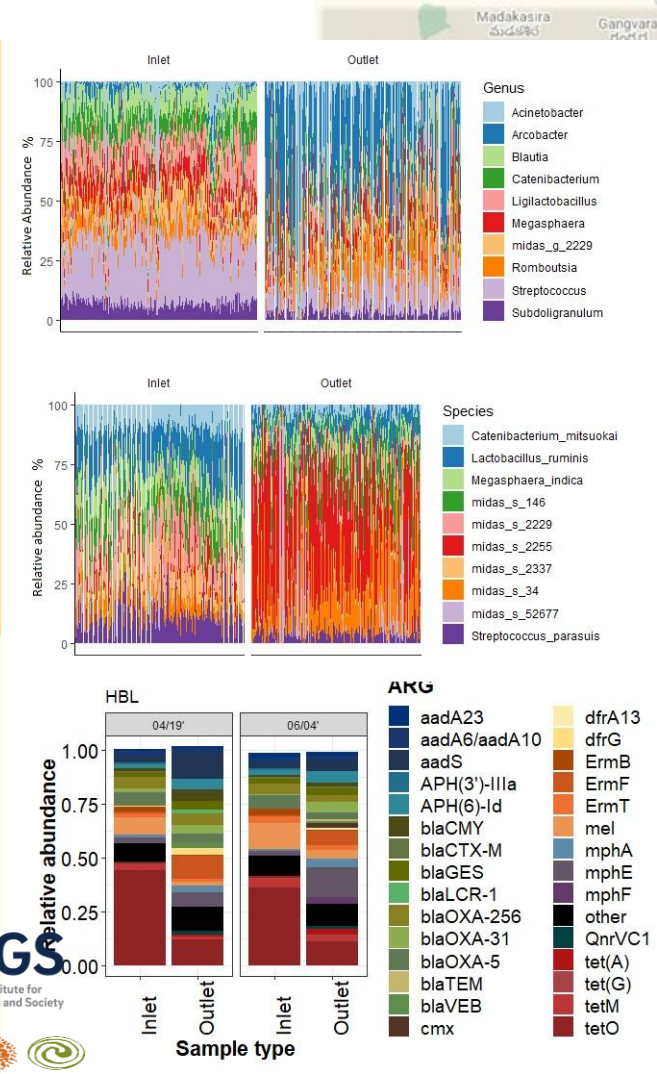 Madakasira
ಮಡಕಶಿರ
Gangavara
Inlet
Outlet
100
75
50
25
0
Relative Abundance %
Genus
Acinetobacter
Arcobacter
Blautia
Catenibacterium
Ligilactobacillus
Megasphaera
midas_g_2229
Romboutsia
Streptococcus
Subdoligranulum
Inlet
Outlet
100
75
50
25
0
Relative abundance %
Species
Catenibacterium_mitsuokai
Lactobacillus_ruminis
Megasphaera_indica
midas_s_146
midas_s_2229
midas_s_2255
midas_s_2337
midas_s_34
midas_s_52677
Streptococcus_parasuis
HBL
04/19'
06/04'
1.00
0.75
0.50
0.25
0.00
Relative abundance
Inlet
Outlet
Inlet
Outlet
Sample type
ARG
aadA23
aadA6/aadA10
aadS
APH(3')-IIIa
APH(6)-Id
blaCMY
blaCTX-M
blaGES
blaLCR-1
blaOXA-256
blaOXA-31
blaOXA-5
blaTEM
blaVEB
cmx
dfrA13
dfrG
ErmB
ErmF
ErmT
mel
mphA
mphE
mphF
other
QnrVC1
tet(A)
tet(G)
tetM
tetO
GS
itute for
and Society